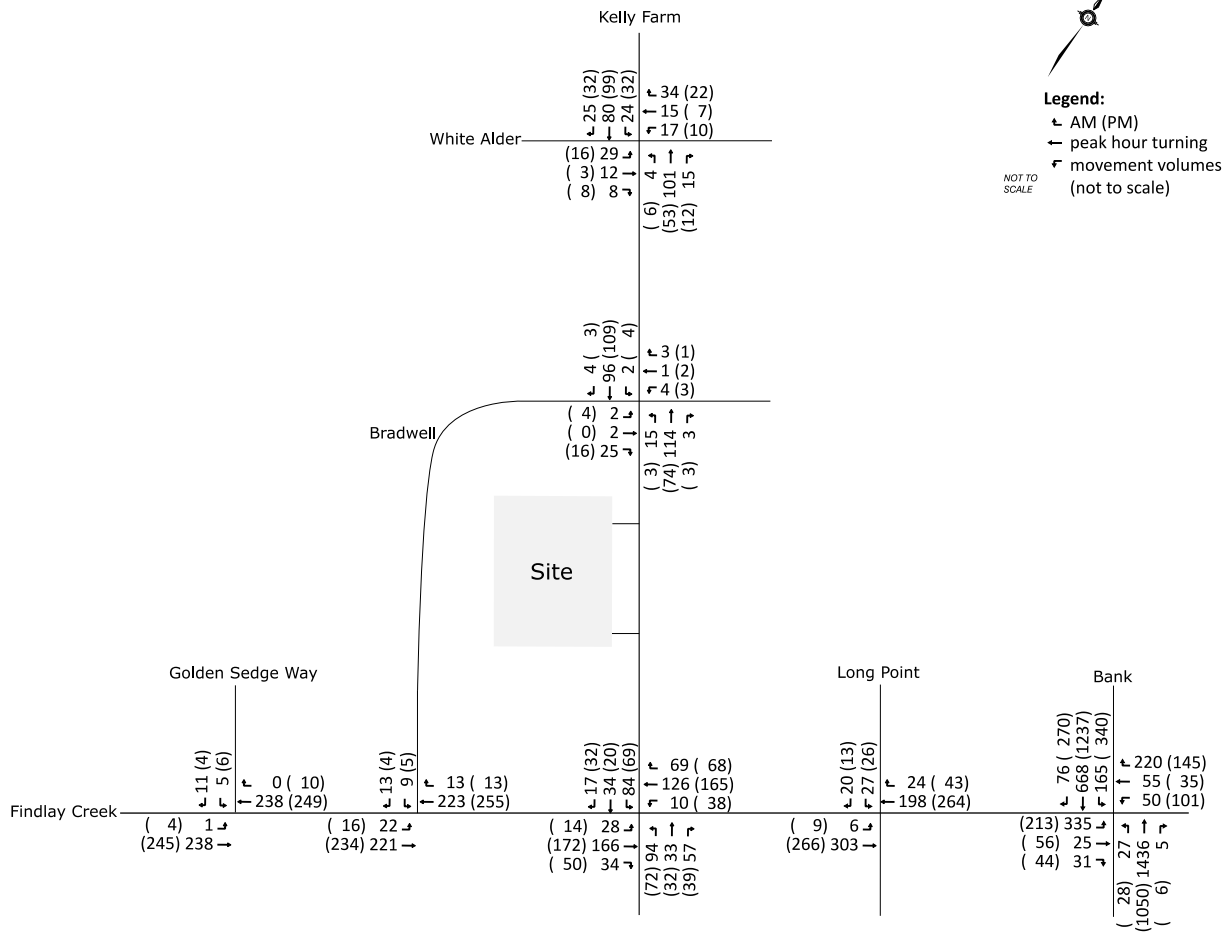 Kelly Farm
Legend:
AM (PM)
peak hour turning
movement volumes
(not to scale)
NOT TO
SCALE
25 (32)
80 (99)
24 (32)
34 (22)
15 ( 7)
17 (10)
White Alder
(16) 29
( 3) 12
( 8) 8
( 6) 4
(53) 101
(12) 15
4 ( 3)
96 (109)
2 ( 4)
3 (1)
1 (2)
4 (3)
Bradwell
( 4) 2
( 0) 2
(16) 25
( 3) 15
(74) 114
( 3) 3
Site
Golden Sedge Way
Long Point
Bank
11 (4)
5 (6)
0 ( 10)
238 (249)
13 (4)
9 (5)
13 ( 13)
223 (255)
17 (32)
34 (20)
84 (69)
69 ( 68)
126 (165)
10 ( 38)
20 (13)
27 (26)
24 ( 43)
198 (264)
76 ( 270)
668 (1237)
165 ( 340)
220 (145)
55 ( 35)
50 (101)
Findlay Creek
( 4) 1
(245) 238
( 16) 22
(234) 221
( 14) 28
(172) 166
( 50) 34
(72) 94
(32) 33
(39) 57
( 9) 6
(266) 303
(213) 335
( 56) 25
( 44) 31
( 28) 27
(1050) 1436
( 6) 5